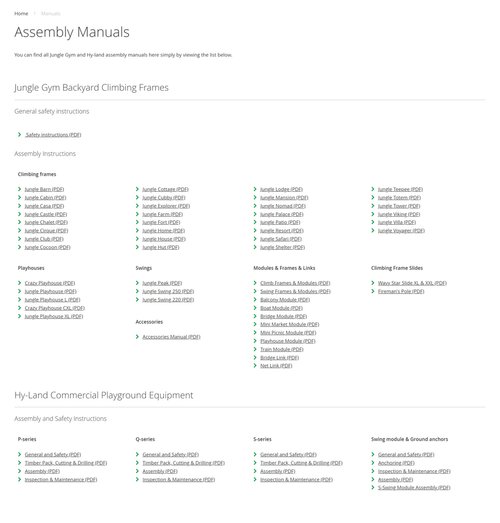 Home / Manuals
Assembly Manuals
You can find all Jungle Gym and Hy-land assembly manuals here simply by viewing the list below.
Jungle Gym Backyard Climbing Frames
General safety instructions
Safety instructions (PDF)
Assembly Instructions
Climbing frames
Jungle Barn (PDF)
Jungle Cabin (PDF)
Jungle Casa (PDF)
Jungle Castle (PDF)
Jungle Chalet (PDF)
Jungle Cirque (PDF)
Jungle Club (PDF)
Jungle Cocoon (PDF)
Jungle Cottage (PDF)
Jungle Cubby (PDF)
Jungle Explorer (PDF)
Jungle Farm (PDF)
Jungle Fort (PDF)
Jungle Home (PDF)
Jungle House (PDF)
Jungle Hut (PDF)
Jungle Lodge (PDF)
Jungle Mansion (PDF)
Jungle Nomad (PDF)
Jungle Palace (PDF)
Jungle Patio (PDF)
Jungle Resort (PDF)
Jungle Safari (PDF)
Jungle Shelter (PDF)
Jungle Teepee (PDF)
Jungle Totem (PDF)
Jungle Tower (PDF)
Jungle Viking (PDF)
Jungle Villa (PDF)
Jungle Voyager (PDF)
Playhouses
Crazy Playhouse (PDF)
Jungle Playhouse (PDF)
Jungle Playhouse L (PDF)
Crazy Playhouse CXL (PDF)
Jungle Playhouse XL (PDF)
Swings
Jungle Peak (PDF)
Jungle Swing 250 (PDF)
Jungle Swing 220 (PDF)
Accessories
Accessories Manual (PDF)
Modules & Frames & Links
Climb Frames & Modules (PDF)
Swing Frames & Modules (PDF)
Balcony Module (PDF)
Boat Module (PDF)
Bridge Module (PDF)
Mini Market Module (PDF)
Mini Picnic Module (PDF)
Playhouse Module (PDF)
Train Module (PDF)
Bridge Link (PDF)
Net Link (PDF)
Climbing Frame Slides
Wavy Star Slide XL & XXL (PDF)
Fireman's Pole (PDF)
Hy-Land Commercial Playground Equipment
Assembly and Safety Instructions
P-series
General and Safety (PDF)
Timber Pack, Cutting & Drilling (PDF)
Assembly (PDF)
Inspection & Maintenance (PDF)
Q-series
General and Safety (PDF)
Timber Pack, Cutting & Drilling (PDF)
Assembly (PDF)
Inspection & Maintenance (PDF)
S-series
General and Safety (PDF)
Timber Pack, Cutting & Drilling (PDF)
Assembly (PDF)
Inspection & Maintenance (PDF)
Swing module & Ground anchors
General and Safety (PDF)
Anchoring (PDF)
Inspection & Maintenance (PDF)
Assembly (PDF)
S-Swing Module Assembly (PDF)